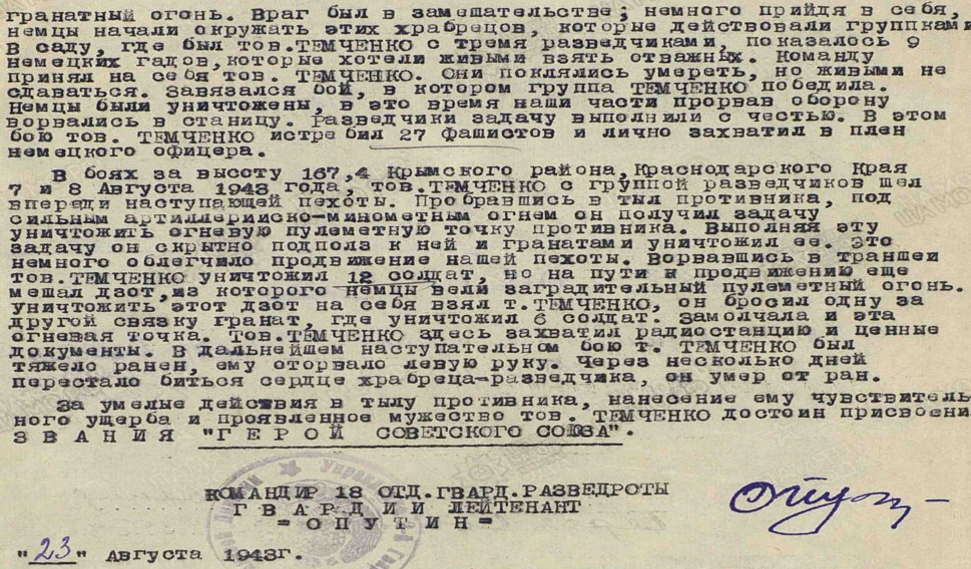 гранатный огонь. Враг был в замешательстве; немного прийдя в себя,
немцы начали окружать этих храбрецов, которые действовали группками
В саду, где был тов.ТЕМЧЕНКО с тремя разведчиками, показалось 9
немецких гадов,которые хотели живыми взять отважных. Команду
принял на себя тов. ТЕМЧЕНКО. Они поклялись умереть, но живыми не
сдаваться. Завязался бой, в котором группа ТЕМЧЕНКО победила.
Немцы были уничтожены, в это время наши части прорвав оборону
ворвались в станицу. Разведчики задачу выполнили с честью. В этом
бою тов. ТЕМЧЕНКО истребил 27 фашистов и лично захватил в плен
немецкого офицера.
В боях за высоту 167,4 Крымского района,Краснодарского Края
7 и 8 Августа 1943 года, тов.ТЕМЧЕНКО с группой разведчиков шел
впереди наступающей пехоты. Пробравшись в тыл противника, под
сильным артиллерииско-минометным огнем он получил задачу
уничтожить огневую пулеметную точку противника. Выполняя эту
задачу он скрытно подполз к ней и гранатами уничтожил ее. Это
немного облегчило продвижение нашей пехоты. Ворвавшись в траншеи
тов.ТЕМЧЕНКО уничтожил 12 солдат, но на пути к продвижению еще
мешал дзот,из которого немцы вели заградительный пулеметный огонь.
Уничтожить этот дзот на себя взял т.ТЕМЧЕНКО, он бросил одну за
другой связку гранат, где уничтожил 6 солдат. Замолчала и эта
огневая точка. Тов.ТЕМЧЕНКО здесь захватил радиостанцию и ценные
документы. В дальнейшем наступательном бою т. ТЕМЧЕНКО был
тяжело ранен, ему оторвало левую руку. Через несколько дней
перестало биться сердце храбреца-разведчика, он умер от ран.
За умелые действия в тылу противника, нанесение ему чувствитель-
ного ущерба и проявленное мужество тов. ТЕМЧЕНКО достоин присвоени
З В А Н И Я "Г Е Р О Й СОВЕТСКОГО СОЮЗА".
КОМАНДИР 18 ОТД.ГВАРД.РАЗВЕДРОТЫ
Г В А Р Д И И ЛЕЙТЕНАНТ
= О П У Т И Н =
"23" Августа 1943г.